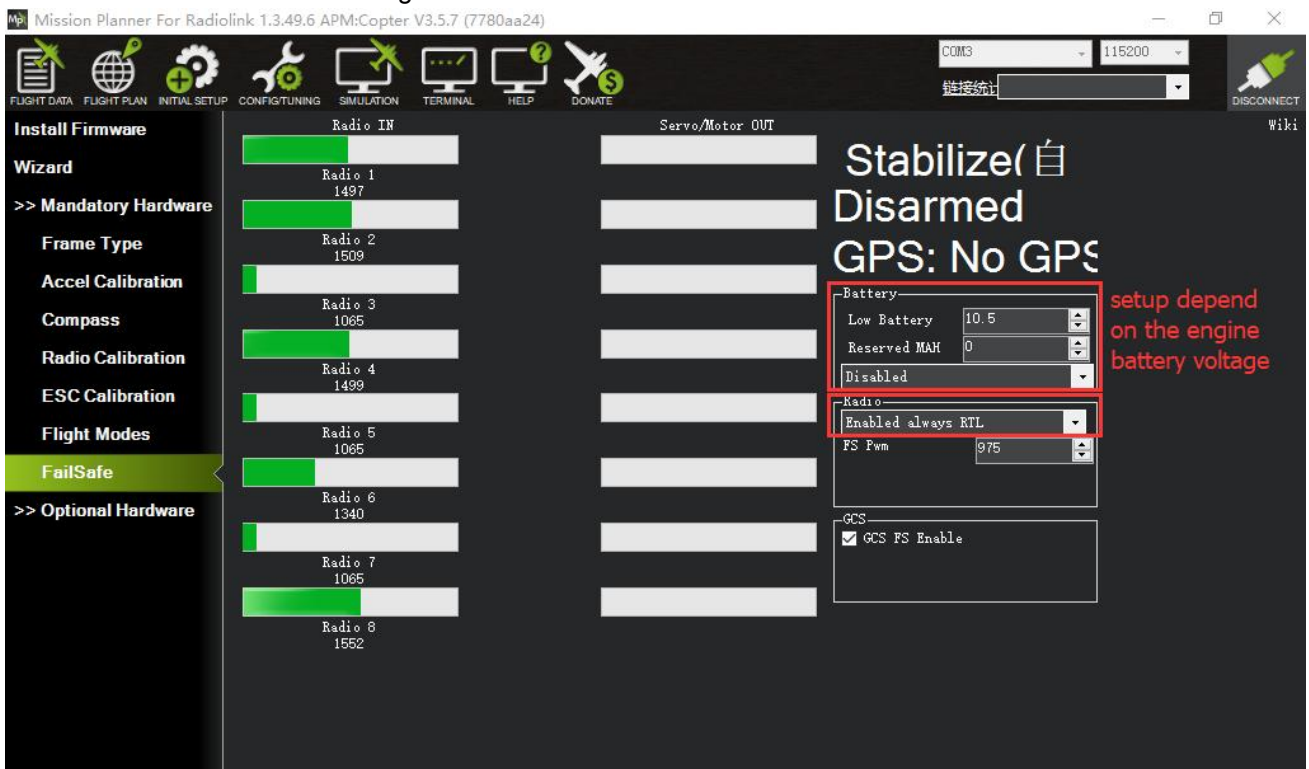 Mission Planner For Radiolink 1.3.49.6 APM:Copter V3.5.7 (7780aa24)
FLIGHT DATA FLIGHT PLAN INITIAL SETUP CONFIG/TUNING SIMULATION TERMINAL HELP DONATE
COM3 115200
DISCONNECT
Install Firmware
Wizard
>> Mandatory Hardware
Frame Type
Accel Calibration
Compass
Radio Calibration
ESC Calibration
Flight Modes
FailSafe
>> Optional Hardware
Radio IN
Radio 1
1497
Radio 2
1509
Radio 3
1065
Radio 4
1499
Radio 5
1065
Radio 6
1340
Radio 7
1065
Radio 8
1552
Servo/Motor OUT
Wiki
Stabilize(自
Disarmed
GPS: No GPS
Battery
Low Battery 10.5
Reserved MAH 0
Disabled
setup depend
on the engine
battery voltage
Radio
Enabled always RTL
FS Pwm 975
GCS
GCS FS Enable